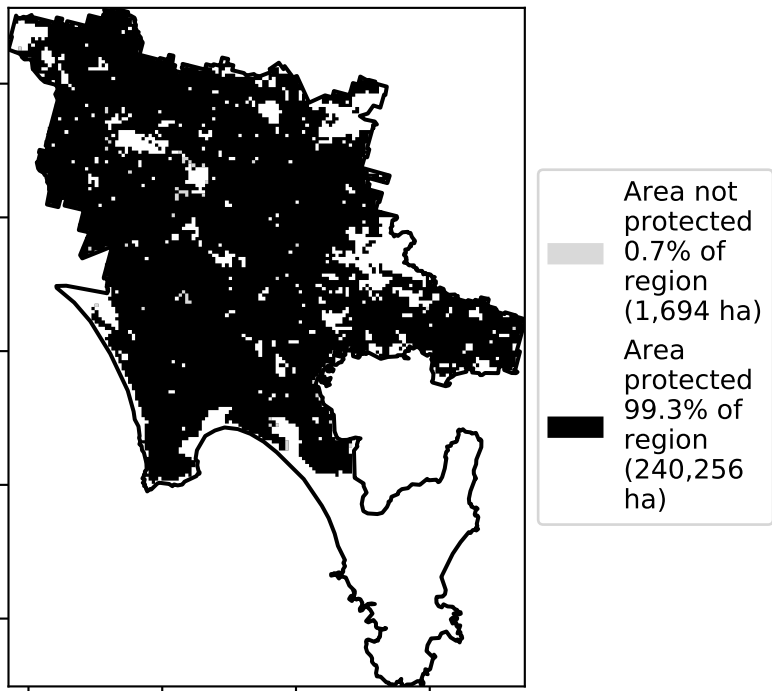 Area not
protected
0.7% of
region
(1,694 ha)
Area
protected
99.3% of
region
(240,256
ha)